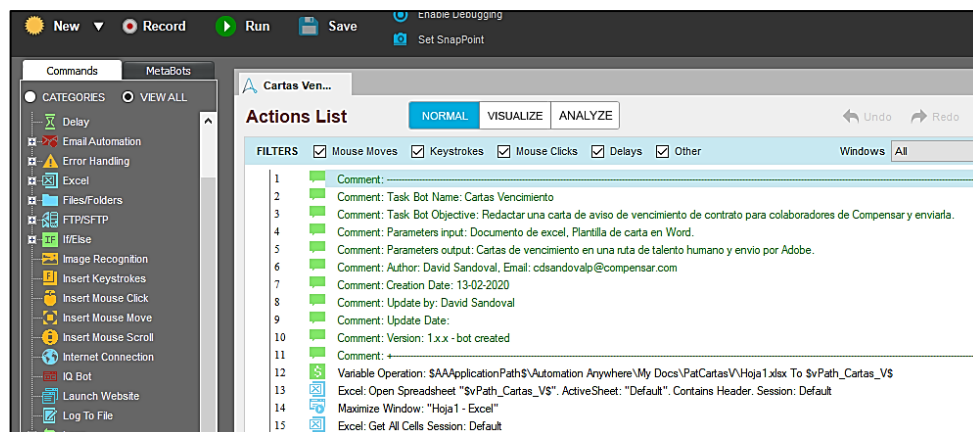 New ▼ Record Run Save
Enable Debugging
Set SnapPoint
Commands MetaBots
CATEGORIES VIEW ALL
Delay
Email Automation
Error Handling
Excel
Files/Folders
FTP/SFTP
IF If/Else
Image Recognition
Insert Keystrokes
Insert Mouse Click
Insert Mouse Move
Insert Mouse Scroll
Internet Connection
IQ Bot
Launch Website
Log To File
Cartas Ven...
Actions List NORMAL VISUALIZE ANALYZE Undo Redo
FILTERS Mouse Moves Keystrokes Mouse Clicks Delays Other Windows All
1 Comment: ------------------------------------------------------------
2 Comment: Task Bot Name: Cartas Vencimiento
3 Comment: Task Bot Objective: Redactar una carta de aviso de vencimiento de contrato para colaboradores de Compensar y enviarla.
4 Comment: Parameters input: Documento de excel, Plantilla de carta en Word.
5 Comment: Parameters output: Cartas de vencimiento en una ruta de talento humano y envio por Adobe.
6 Comment: Author: David Sandoval, Email: cdsandovalp@compensar.com
7 Comment: Creation Date: 13-02-2020
8 Comment: Update by: David Sandoval
9 Comment: Update Date:
10 Comment: Version: 1.x.x - bot created
11 Comment: +------------------------------------------------------------
12 Variable Operation: $AAApplicationPath$\Automation Anywhere\My Docs\PatCartasV\Hoja1.xlsx To $vPath_Cartas_V$
13 Excel: Open Spreadsheet "$vPath_Cartas_V$". ActiveSheet: "Default". Contains Header. Session: Default
14 Maximize Window: "Hoja1 - Excel"
15 Excel: Get All Cells Session: Default